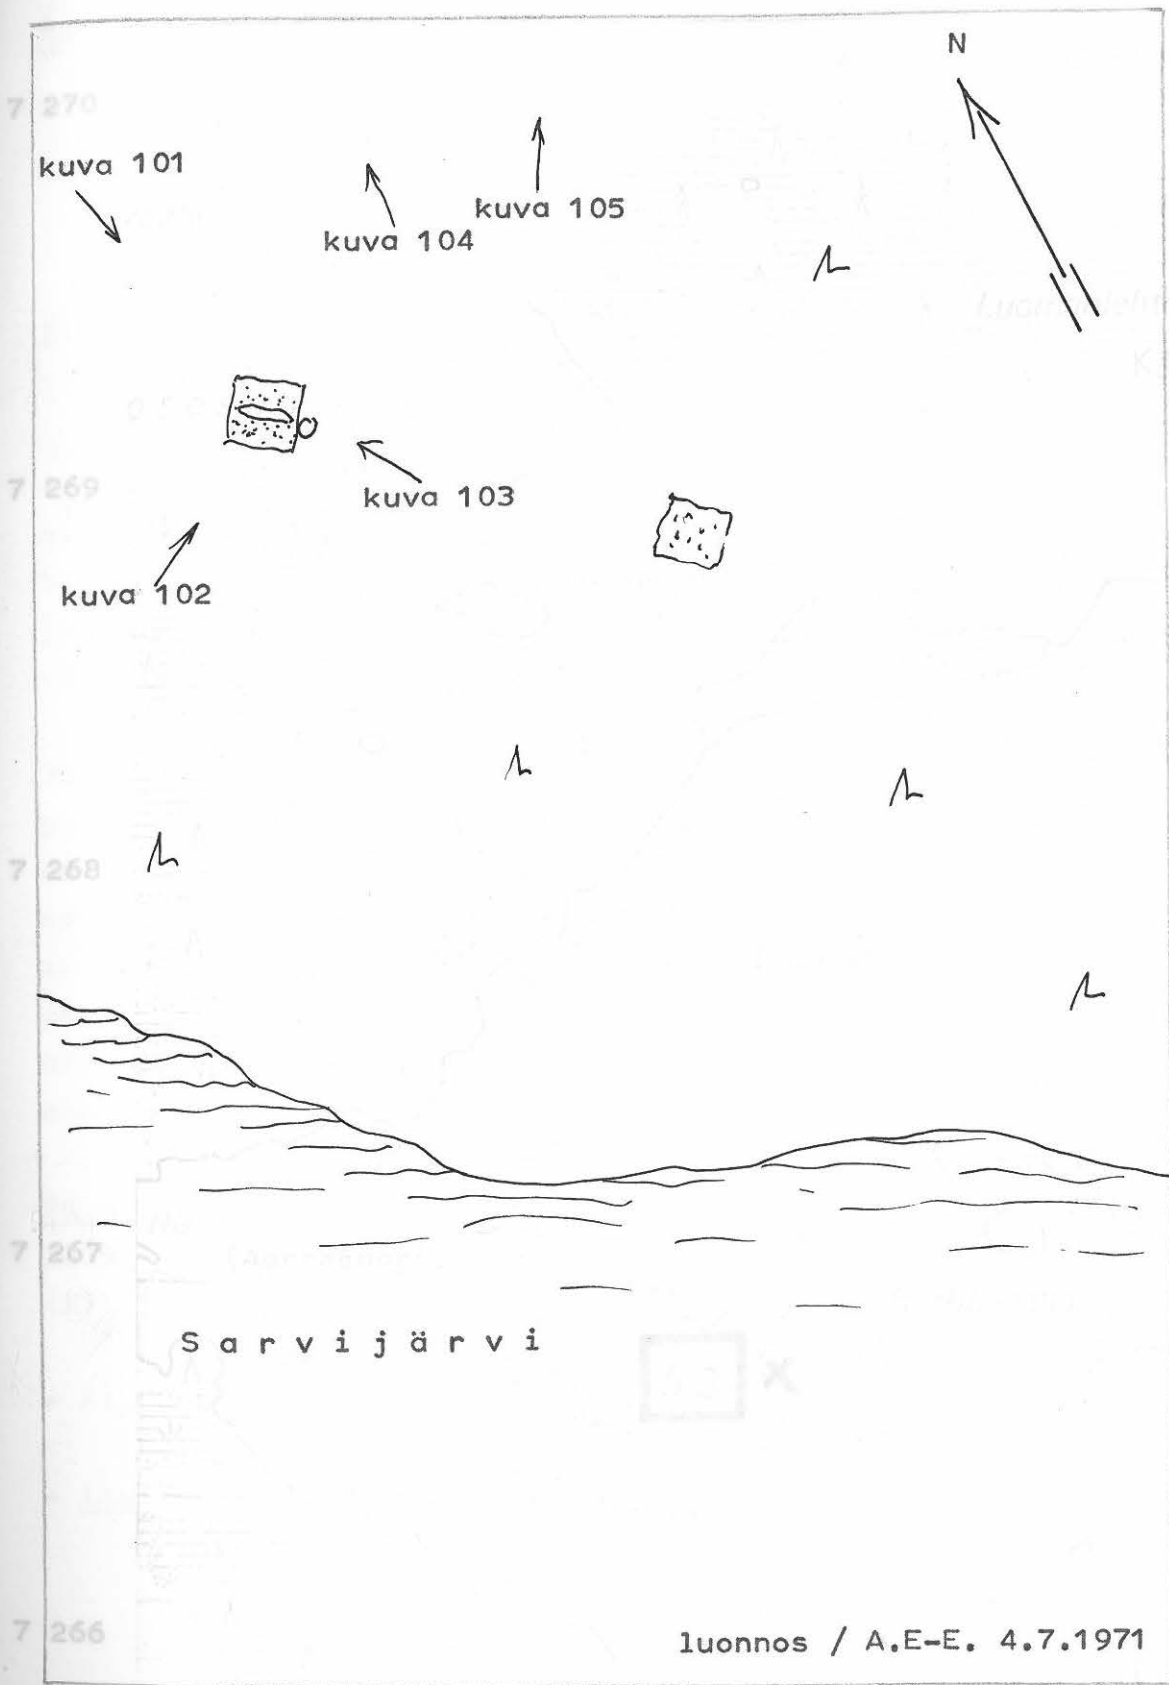 N
7 270
kuva 101
kuva 105
kuva 104
7 269
kuva 103
kuva 102
7 268
7 267
Sarvijärvi
7 266
luonnos / A.E-E. 4.7.1971